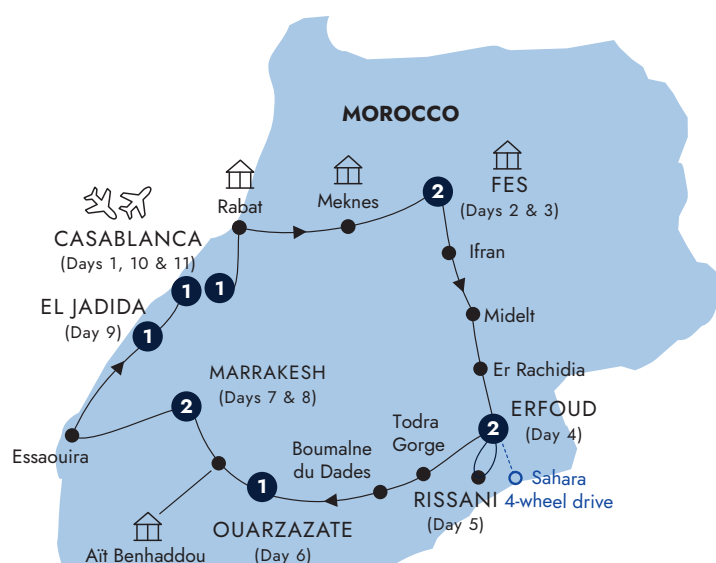 MOROCCO
2
FES
(Days 2 & 3)
Meknes
Rabat
CASABLANCA
(Days 1, 10 & 11)
Ifran
1
1
EL JADIDA
(Day 9)
1
Midelt
Er Rachidia
MARRAKESH
(Days 7 & 8)
2
ERFOUD
(Day 4)
2
Todra
Gorge
Essaouira
Boumalne
du Dades
Sahara
4-wheel drive
RISSANI
(Day 5)
1
OUARZAZATE
(Day 6)
Aït Benhaddou